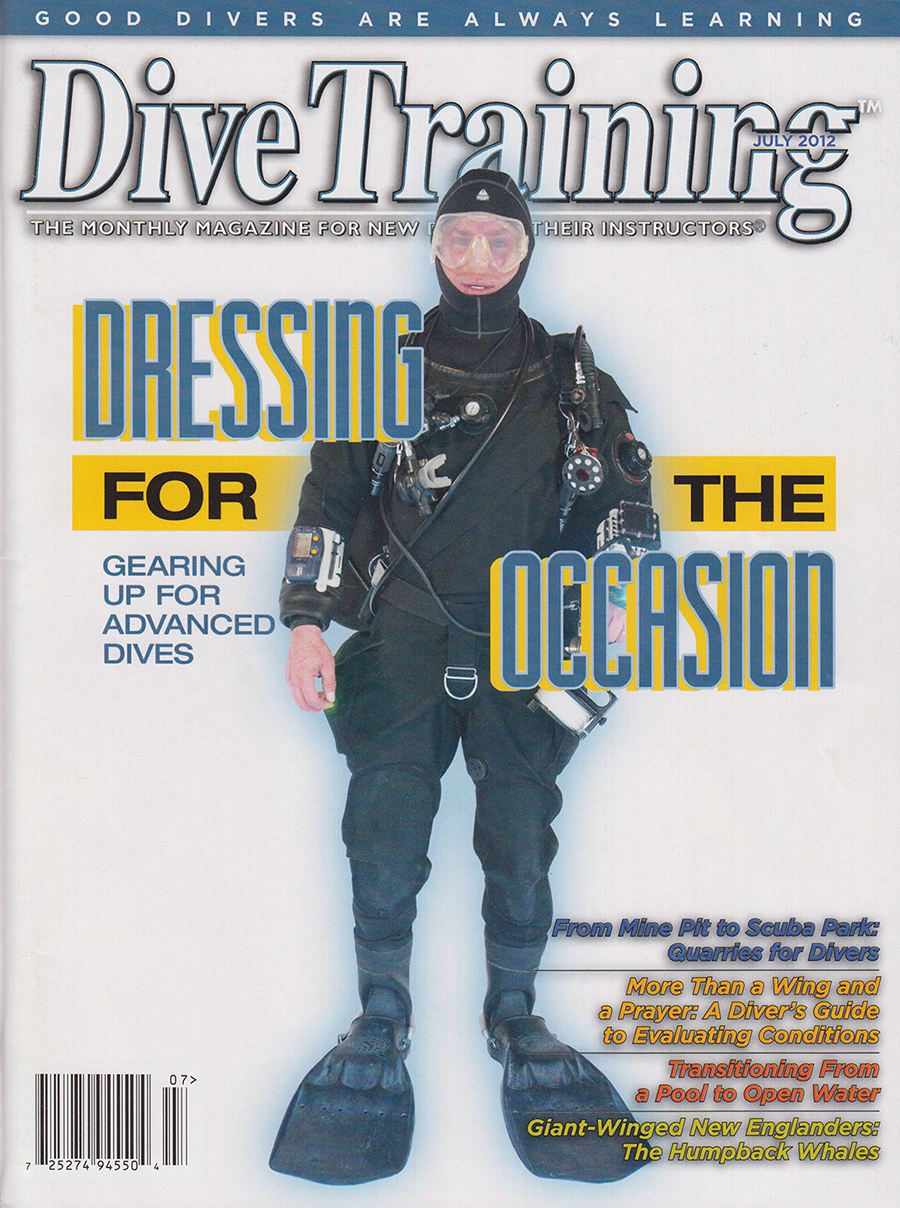 GOOD DIVERS ARE ALWAYS LEARNING
Dive Training™
JULY 2012
THE MONTHLY MAGAZINE FOR NEW THEIR INSTRUCTORS®
DRESSING
FOR THE
OCCASION
GEARING
UP FOR
ADVANCED
DIVES
From Mine Pit to Scuba Park:
Quarries for Divers
More Than a Wing and
a Prayer: A Diver's Guide
to Evaluating Conditions
Transitioning From
a Pool to Open Water
Giant-Winged New Englanders:
The Humpback Whales
07>
7 25274 94550 4